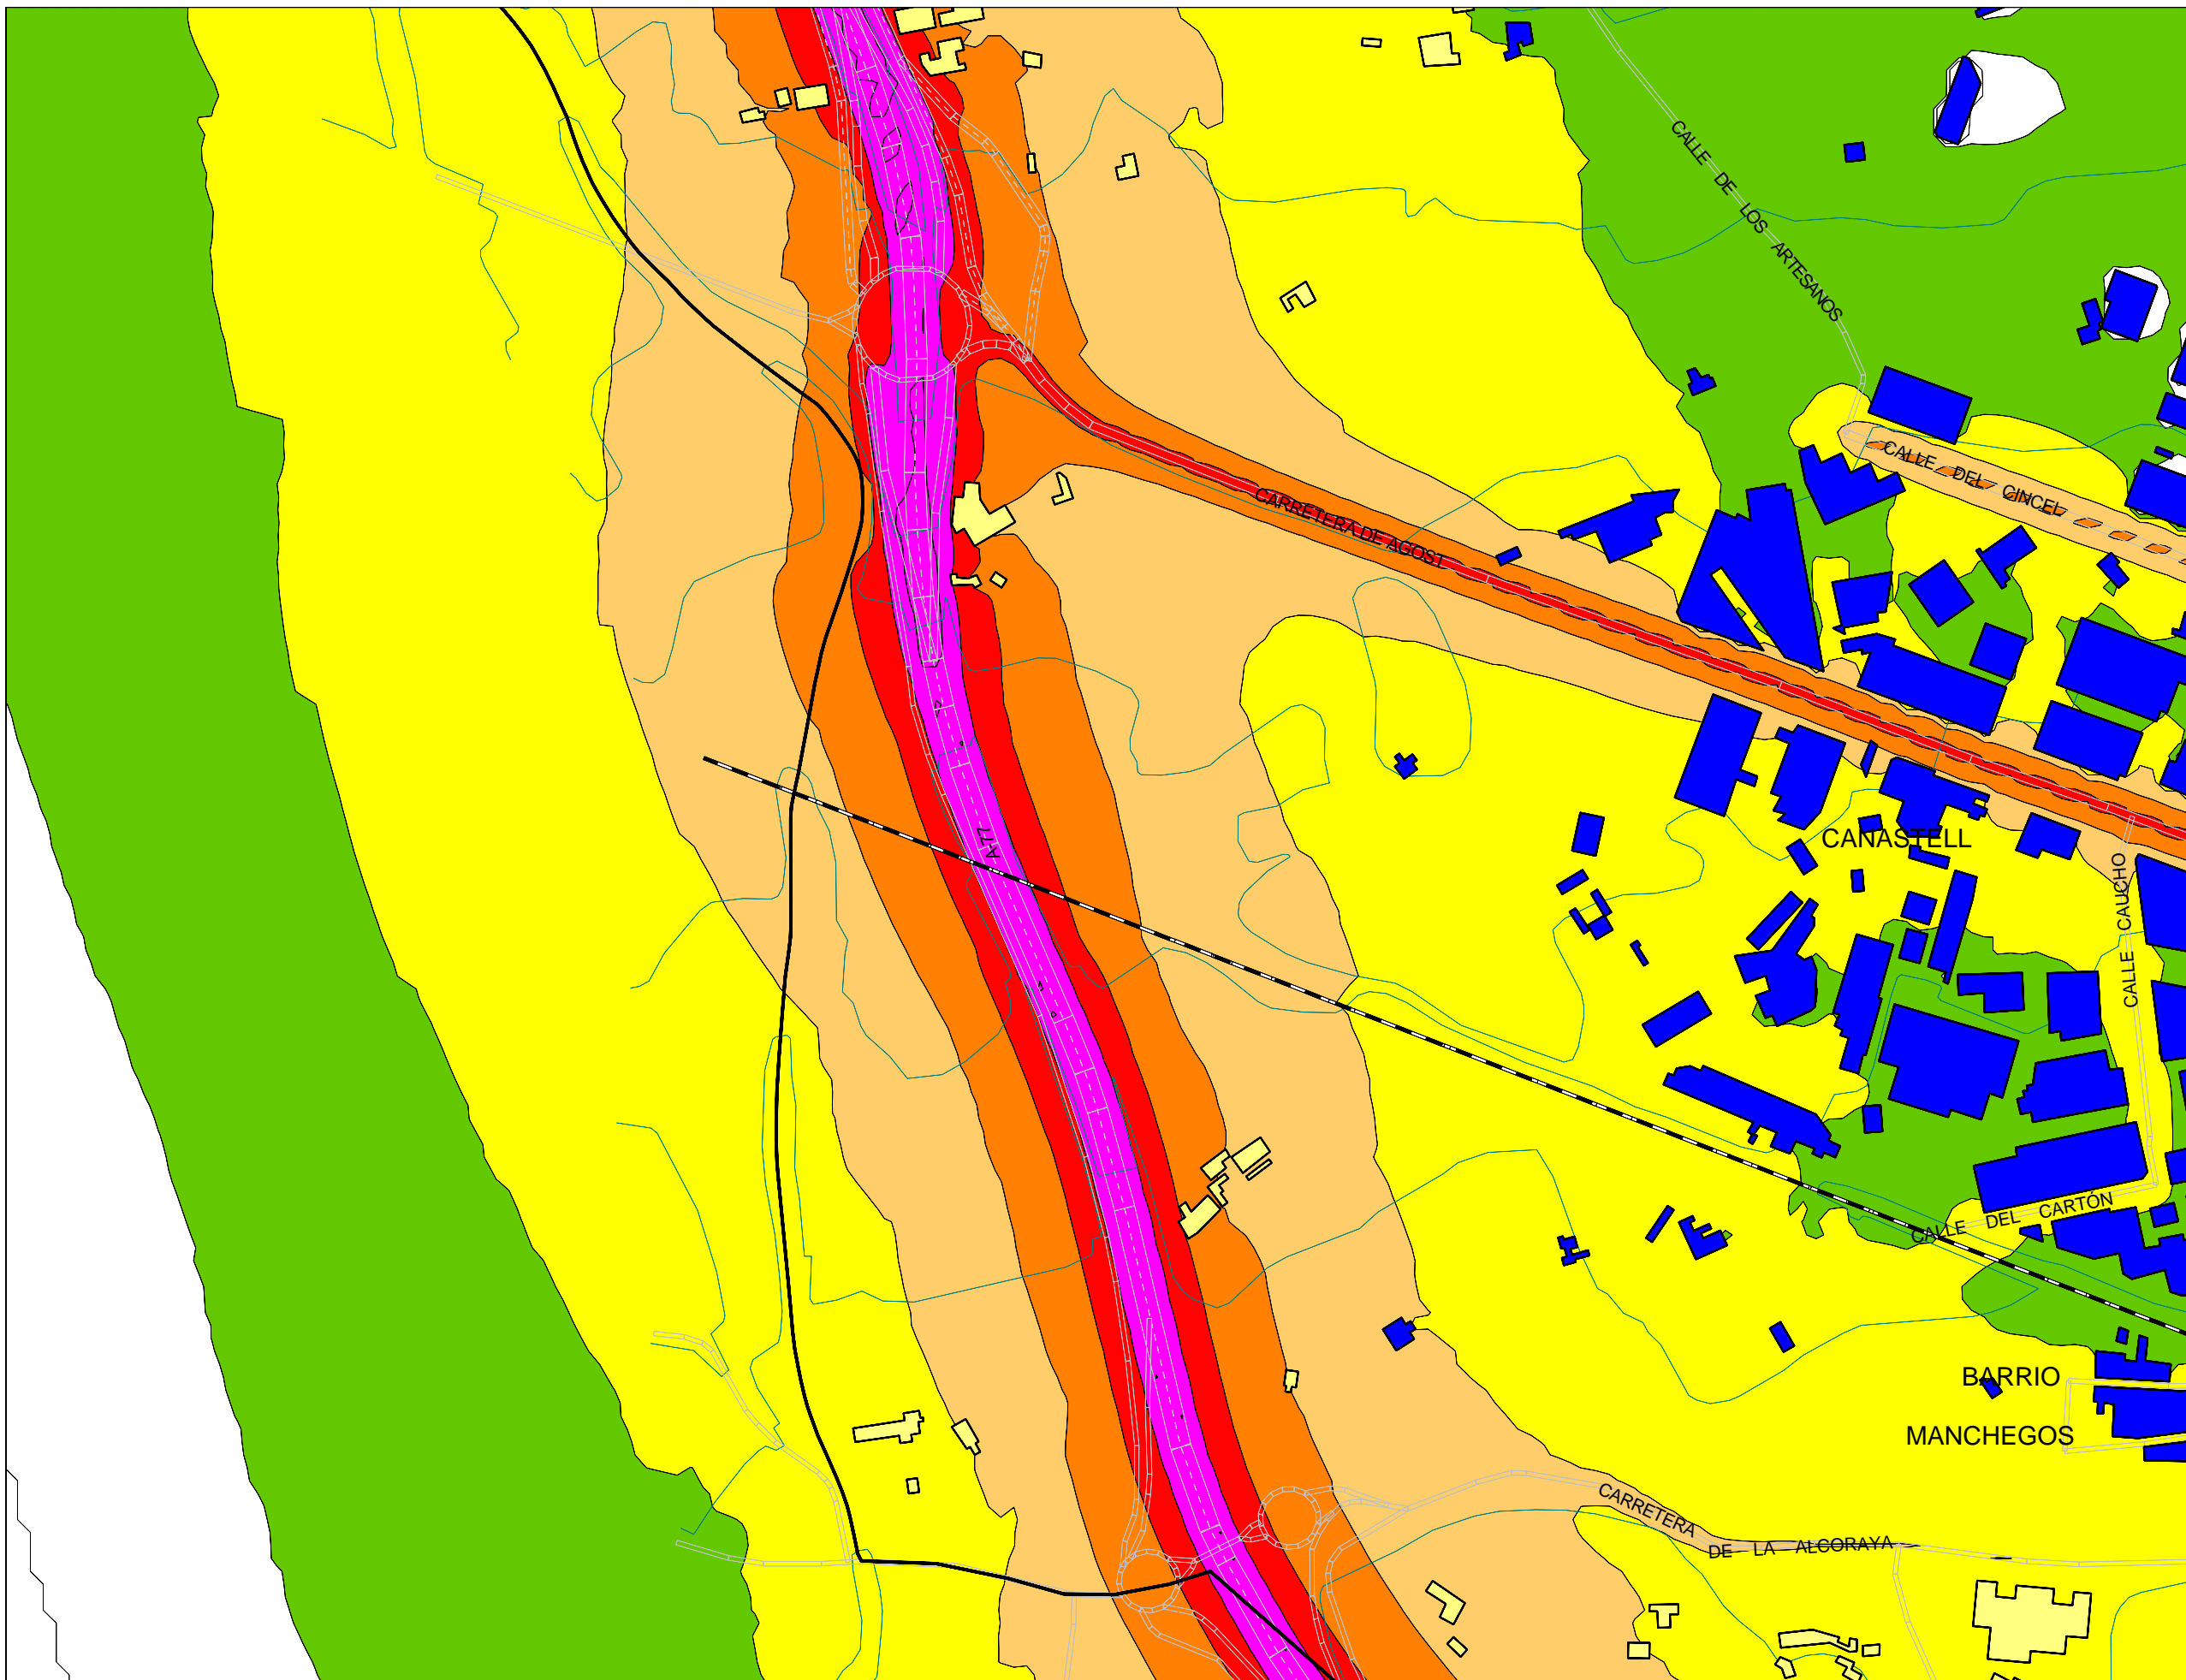 CALLE DE LOS ARTESANOS
CALLE DEL CINCEL
CARRETERA DE AGOST
A-77
CANASTELL
CALLE CAUCHO
CALLE DEL CARTÓN
BARRIO
MANCHEGOS
CARRETERA
DE LA ALCORAYA